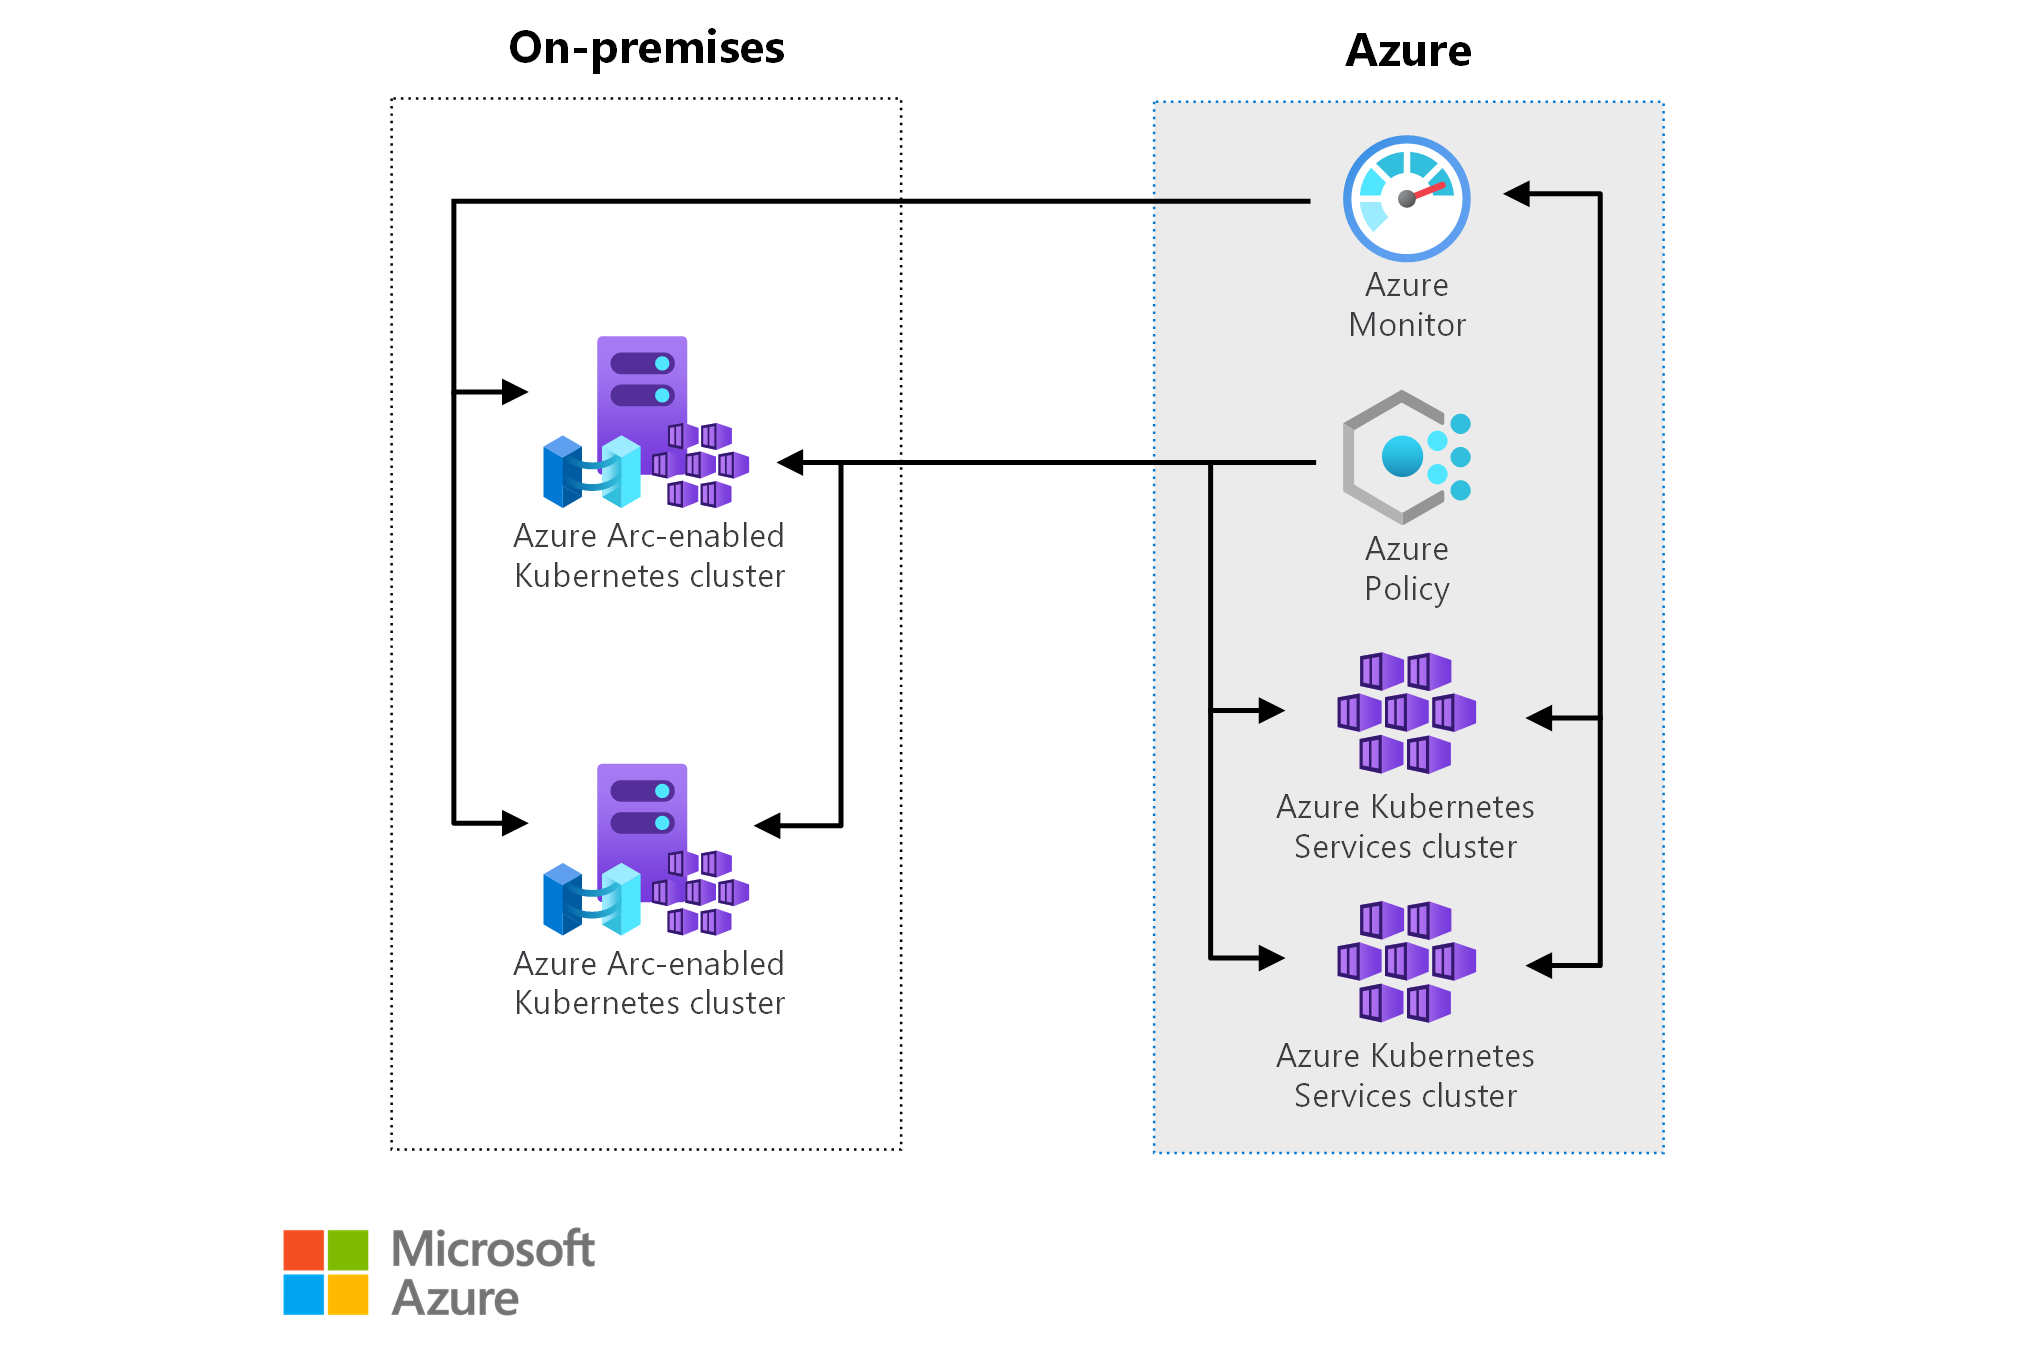 On-premises
Azure
Azure
Monitor
Azure Arc-enabled
Kubernetes cluster
Azure
Policy
Azure Kubernetes
Services cluster
Azure Arc-enabled
Kubernetes cluster
Azure Kubernetes
Services cluster
Microsoft
Azure